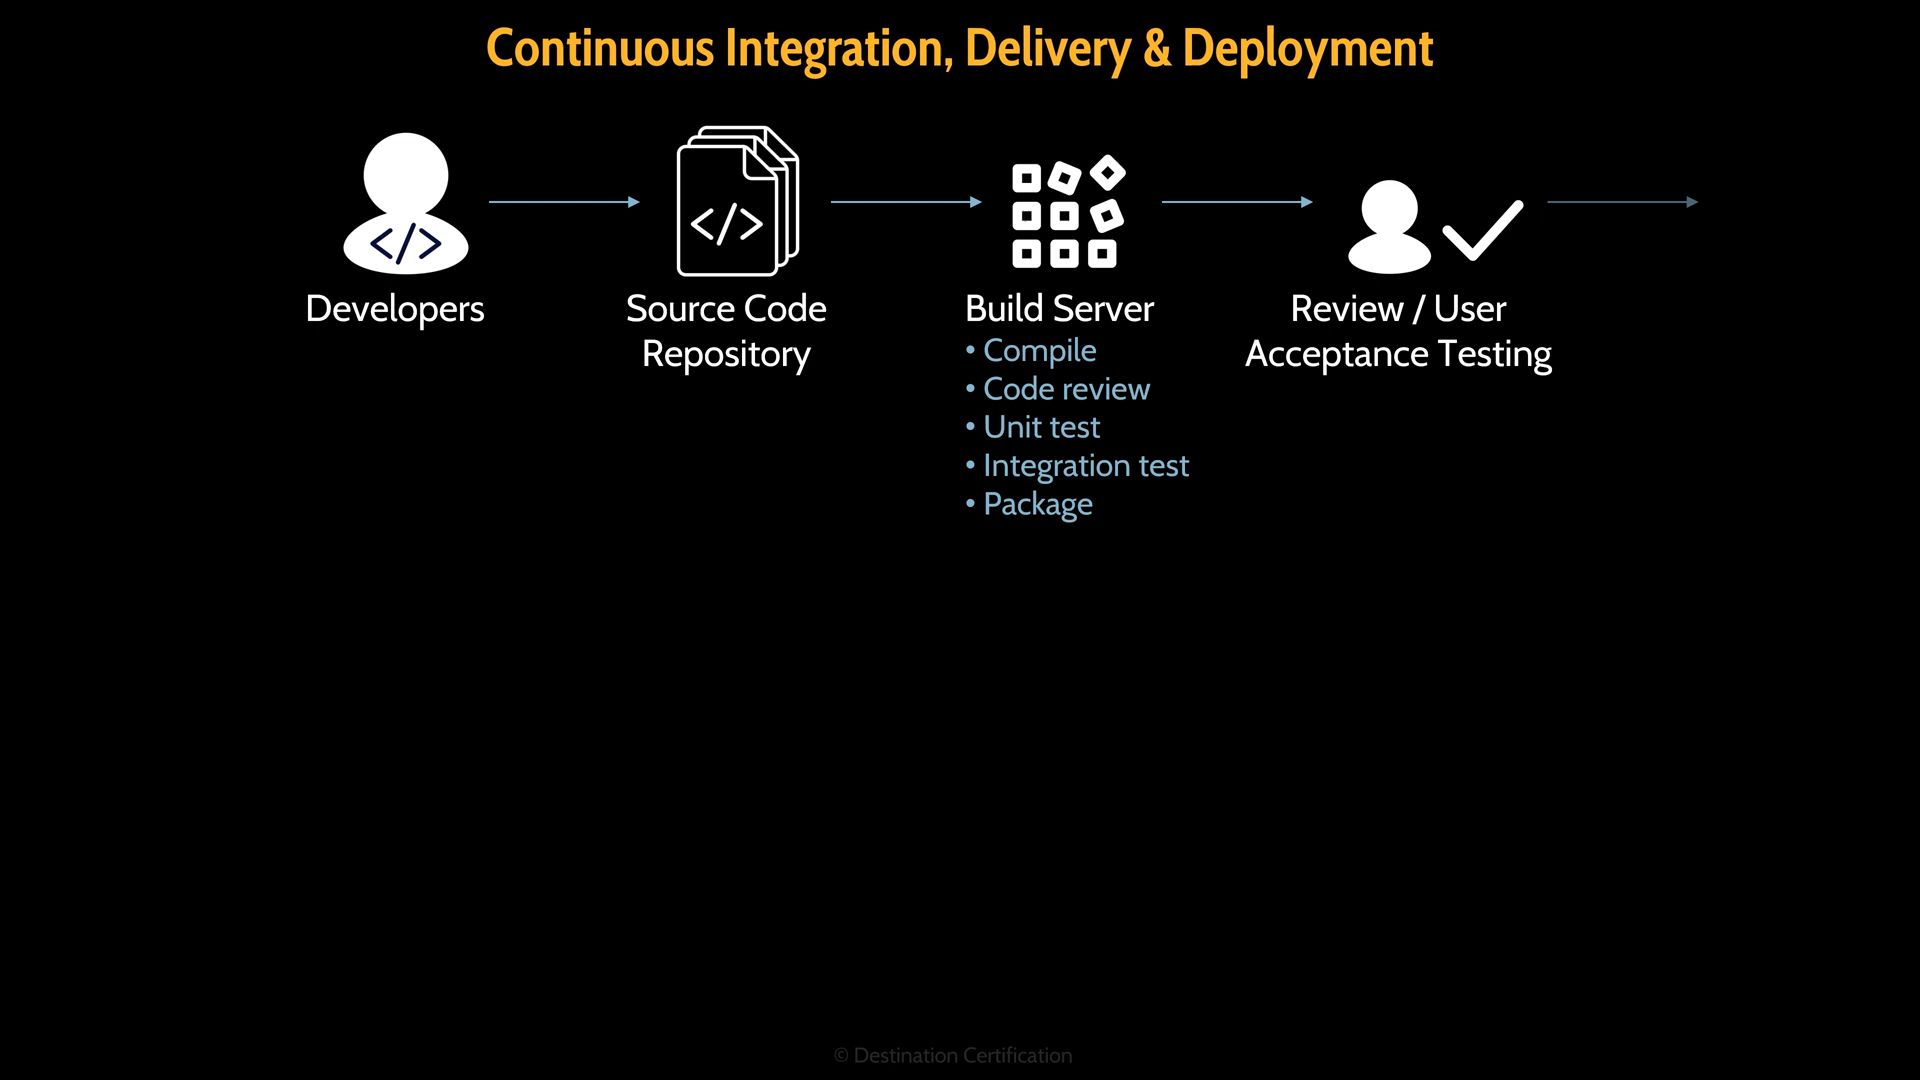 Continuous Integration, Delivery & Deployment
</>
</>
Developers
Source Code
Repository
Build Server
• Compile
• Code review
• Unit test
• Integration test
• Package
Review / User
Acceptance Testing
© Destination Certification